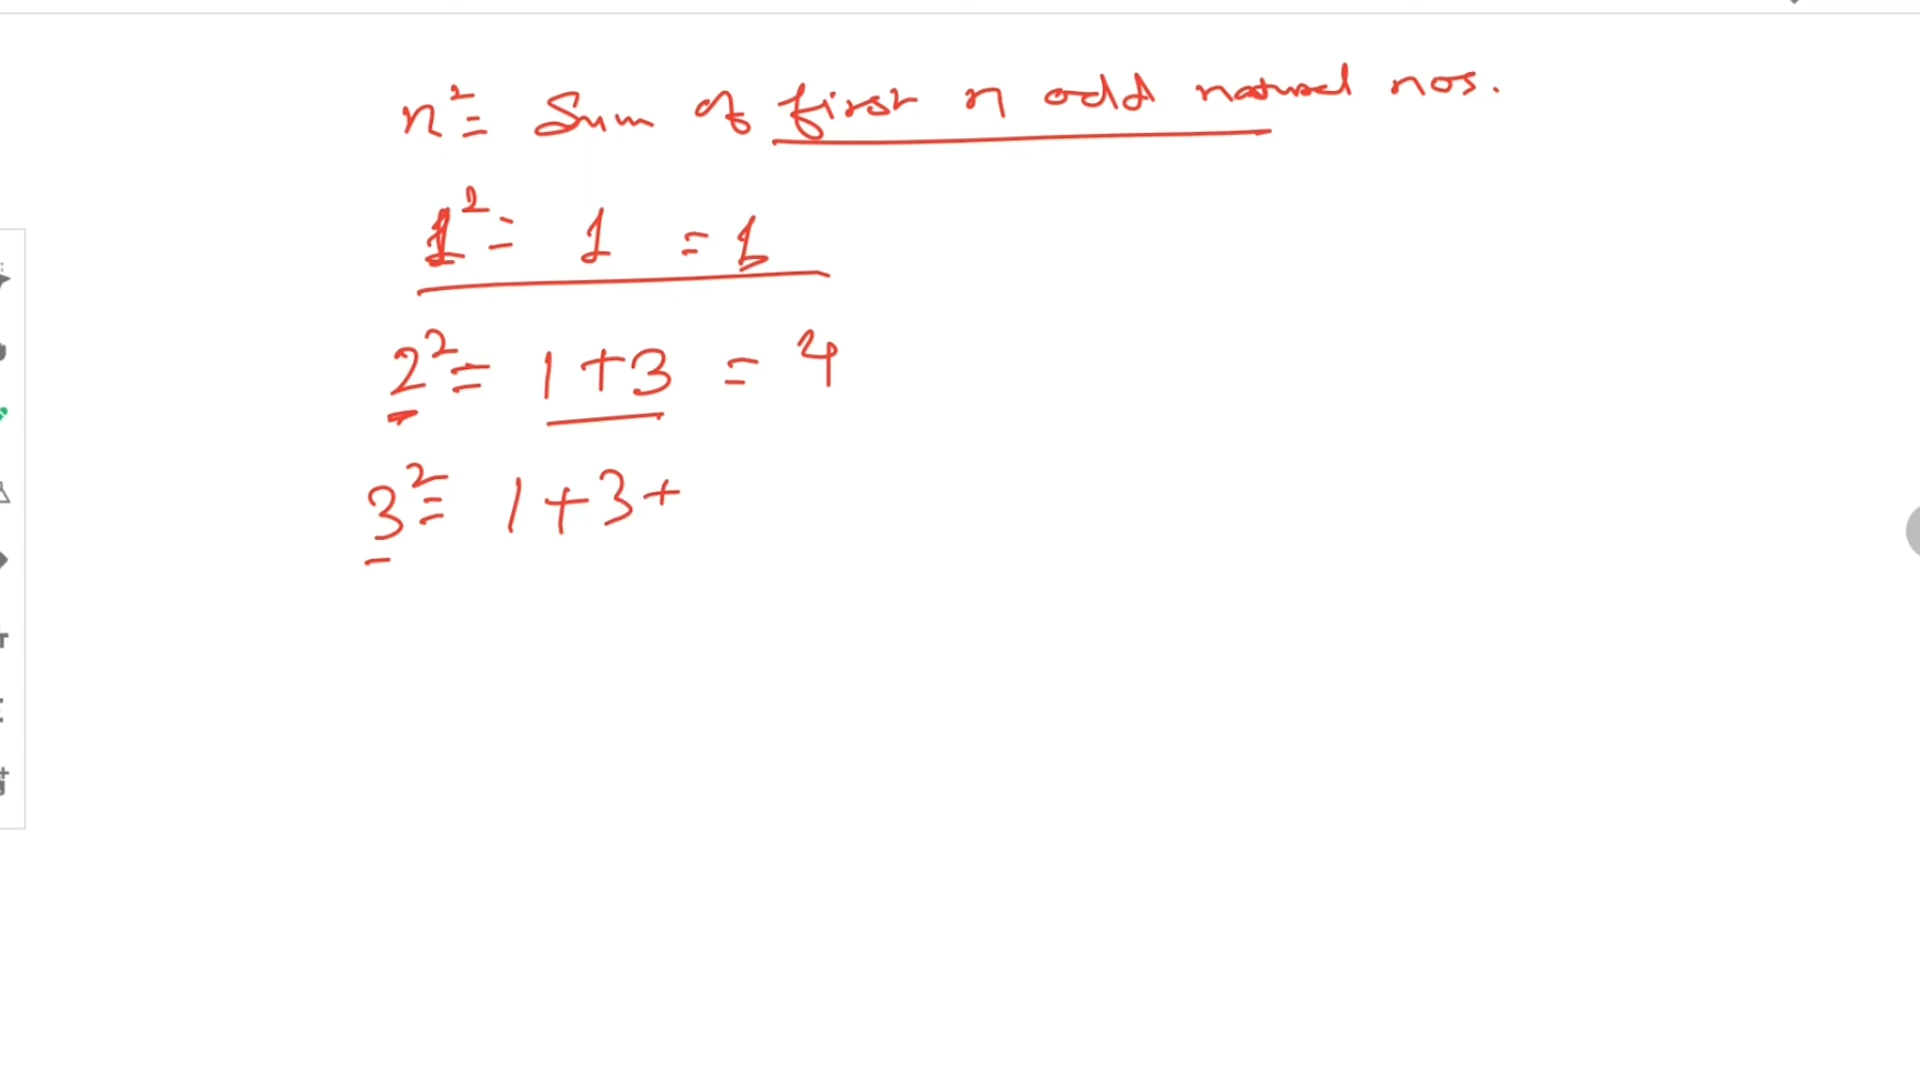 n² = Sum of first n odd natural nos.
1² = 1 = 1
2² = 1+3 = 4
3² = 1+3+